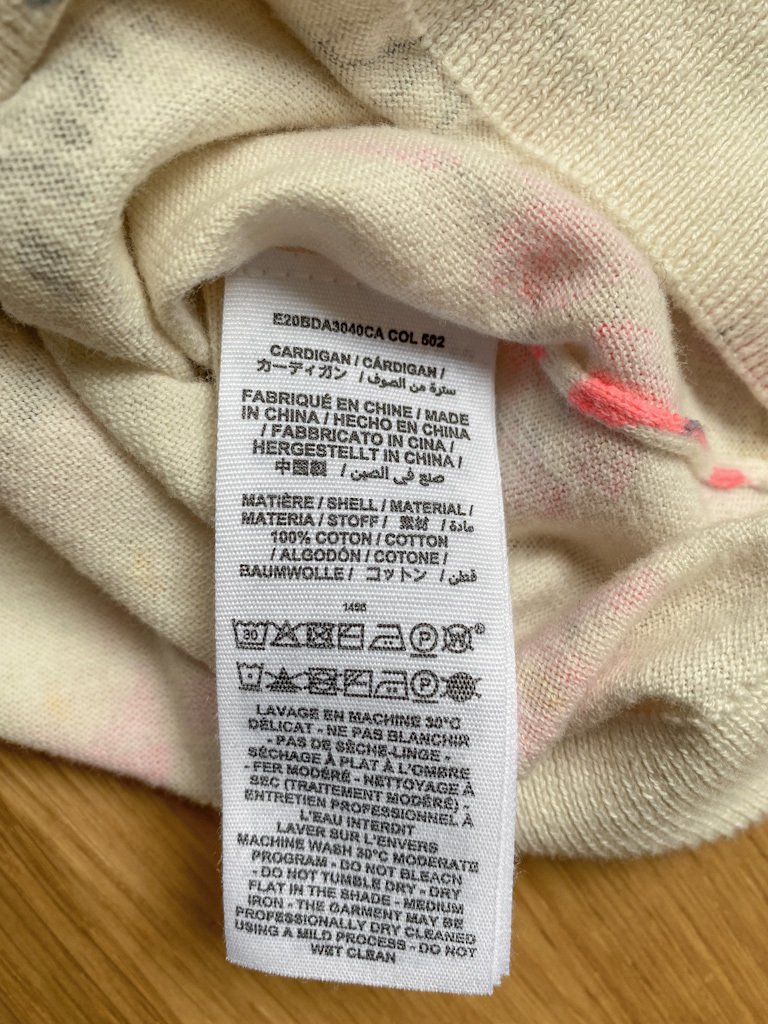 E20BDA3040CA COL 502
CARDIGAN / CÁRDIGAN /
カーディガン / سترة من الصوف /
FABRIQUÉ EN CHINE / MADE
IN CHINA / HECHO EN CHINA
/ FABBRICATO IN CINA /
HERGESTELLT IN CHINA /
中国製 / صنع في الصين /
MATIÈRE / SHELL / MATERIAL /
MATERIA / STOFF / 素材 / مادة /
100% COTON / COTTON
/ ALGODÓN / COTONE /
BAUMWOLLE / コットン / قطن /
1456
30
P W
P
LAVAGE EN MACHINE 30°C
DÉLICAT - NE PAS BLANCHIR
- PAS DE SÈCHE-LINGE -
SÉCHAGE À PLAT À L'OMBRE
- FER MODÉRÉ - NETTOYAGE À
SEC (TRAITEMENT MODÉRÉ) -
ENTRETIEN PROFESSIONNEL À
L'EAU INTERDIT
LAVER SUR L'ENVERS
MACHINE WASH 30°C MODERATE
PROGRAM - DO NOT BLEACH
- DO NOT TUMBLE DRY - DRY
FLAT IN THE SHADE - MEDIUM
IRON - THE GARMENT MAY BE
PROFESSIONALLY DRY CLEANED
USING A MILD PROCESS - DO NOT
WET CLEAN